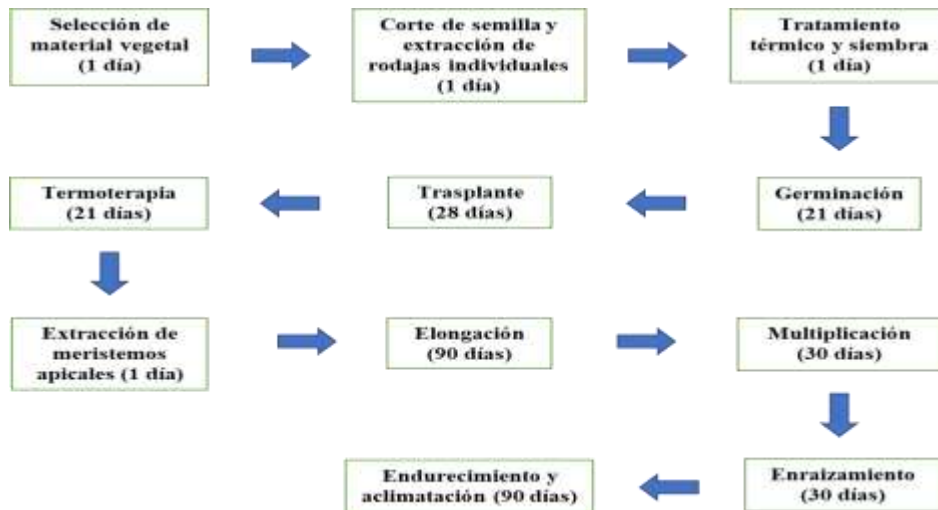 Selección de
material vegetal
(1 día)
Corte de semilla y
extracción de
rodajas individuales
(1 día)
Tratamiento
térmico y siembra
(1 día)
Germinación
(21 días)
Trasplante
(28 días)
Termoterapia
(21 días)
Extracción de
meristemos
apicales (1 día)
Elongación
(90 días)
Multiplicación
(30 días)
Enraizamiento
(30 días)
Endurecimiento y
aclimatación (90 días)